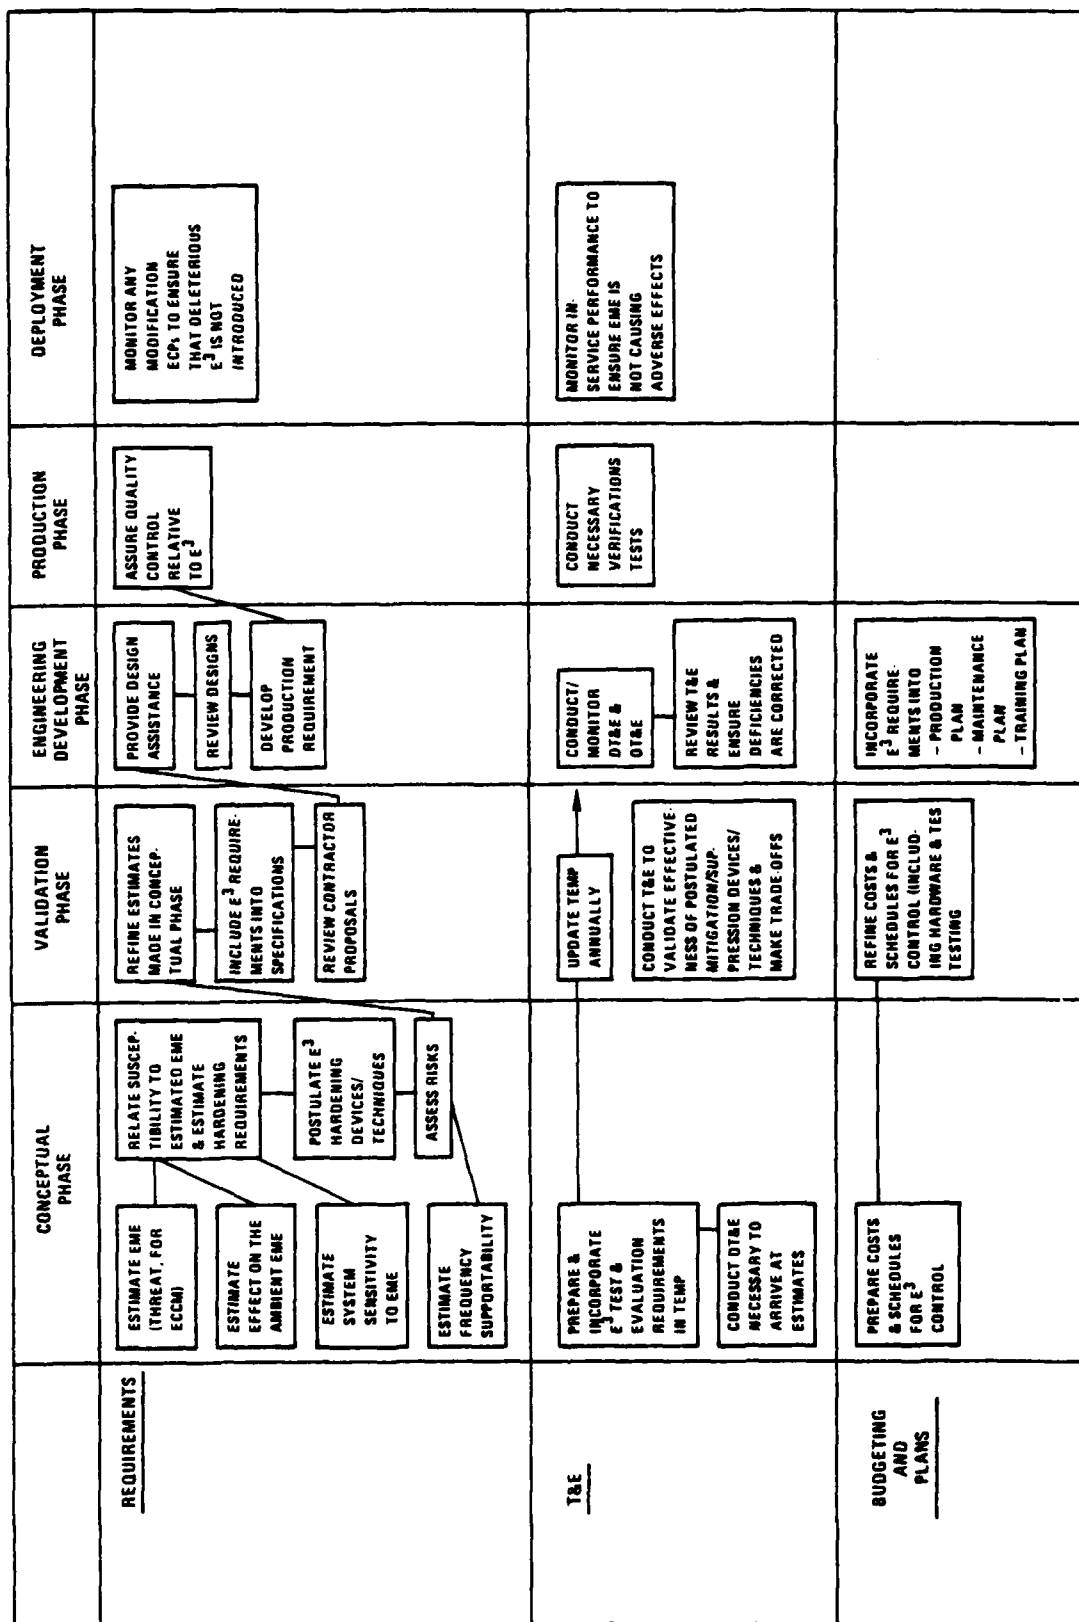 CONCEPTUAL
PHASE
VALIDATION
PHASE
ENGINEERING
DEVELOPMENT
PHASE
PRODUCTION
PHASE
DEPLOYMENT
PHASE
REQUIREMENTS
ESTIMATE EME
(THREAT, FOR
ECCM)
ESTIMATE
EFFECT ON THE
AMBIENT EME
ESTIMATE
SYSTEM
SENSITIVITY
TO EME
ESTIMATE
FREQUENCY
SUPPORTABILITY
RELATE SUSCEP-
TIBILITY TO
ESTIMATED EME
& ESTIMATE
HARDENING
REQUIREMENTS
POSTULATE E³
HARDENING
DEVICES/
TECHNIQUES
ASSESS RISKS
REFINE ESTIMATES
MADE IN CONCEP-
TUAL PHASE
INCLUDE E³ REQUIRE-
MENTS INTO
SPECIFICATIONS
REVIEW CONTRACTOR
PROPOSALS
PROVIDE DESIGN
ASSISTANCE
REVIEW DESIGNS
DEVELOP
PRODUCTION
REQUIREMENT
ASSURE QUALITY
CONTROL
RELATIVE
TO E³
MONITOR ANY
MODIFICATION
ECPs TO ENSURE
THAT DELETERIOUS
E³ IS NOT
INTRODUCED
T&E
PREPARE &
INCORPORATE
E³ TEST &
EVALUATION
REQUIREMENTS
IN TEMP
CONDUCT DT&E
NECESSARY TO
ARRIVE AT
ESTIMATES
UPDATE TEMP
ANNUALLY
CONDUCT T&E TO
VALIDATE EFFECTIVE-
NESS OF POSTULATED
MITIGATION/SUP-
PRESSION DEVICES/
TECHNIQUES &
MAKE TRADE-OFFS
CONDUCT/
MONITOR
DT&E &
OT&E
REVIEW T&E
RESULTS &
ENSURE
DEFICIENCIES
ARE CORRECTED
CONDUCT
NECESSARY
VERIFICATIONS
TESTS
MONITOR IN-
SERVICE PERFORMANCE TO
ENSURE EME IS
NOT CAUSING
ADVERSE EFFECTS
BUDGETING
AND
PLANS
PREPARE COSTS
& SCHEDULES
FOR E³
CONTROL
REFINE COSTS &
SCHEDULES FOR E³
CONTROL (INCLUD-
ING HARDWARE & TES
TESTING
INCORPORATE
E³ REQUIRE-
MENTS INTO
– PRODUCTION
PLAN
– MAINTENANCE
PLAN
– TRAINING PLAN